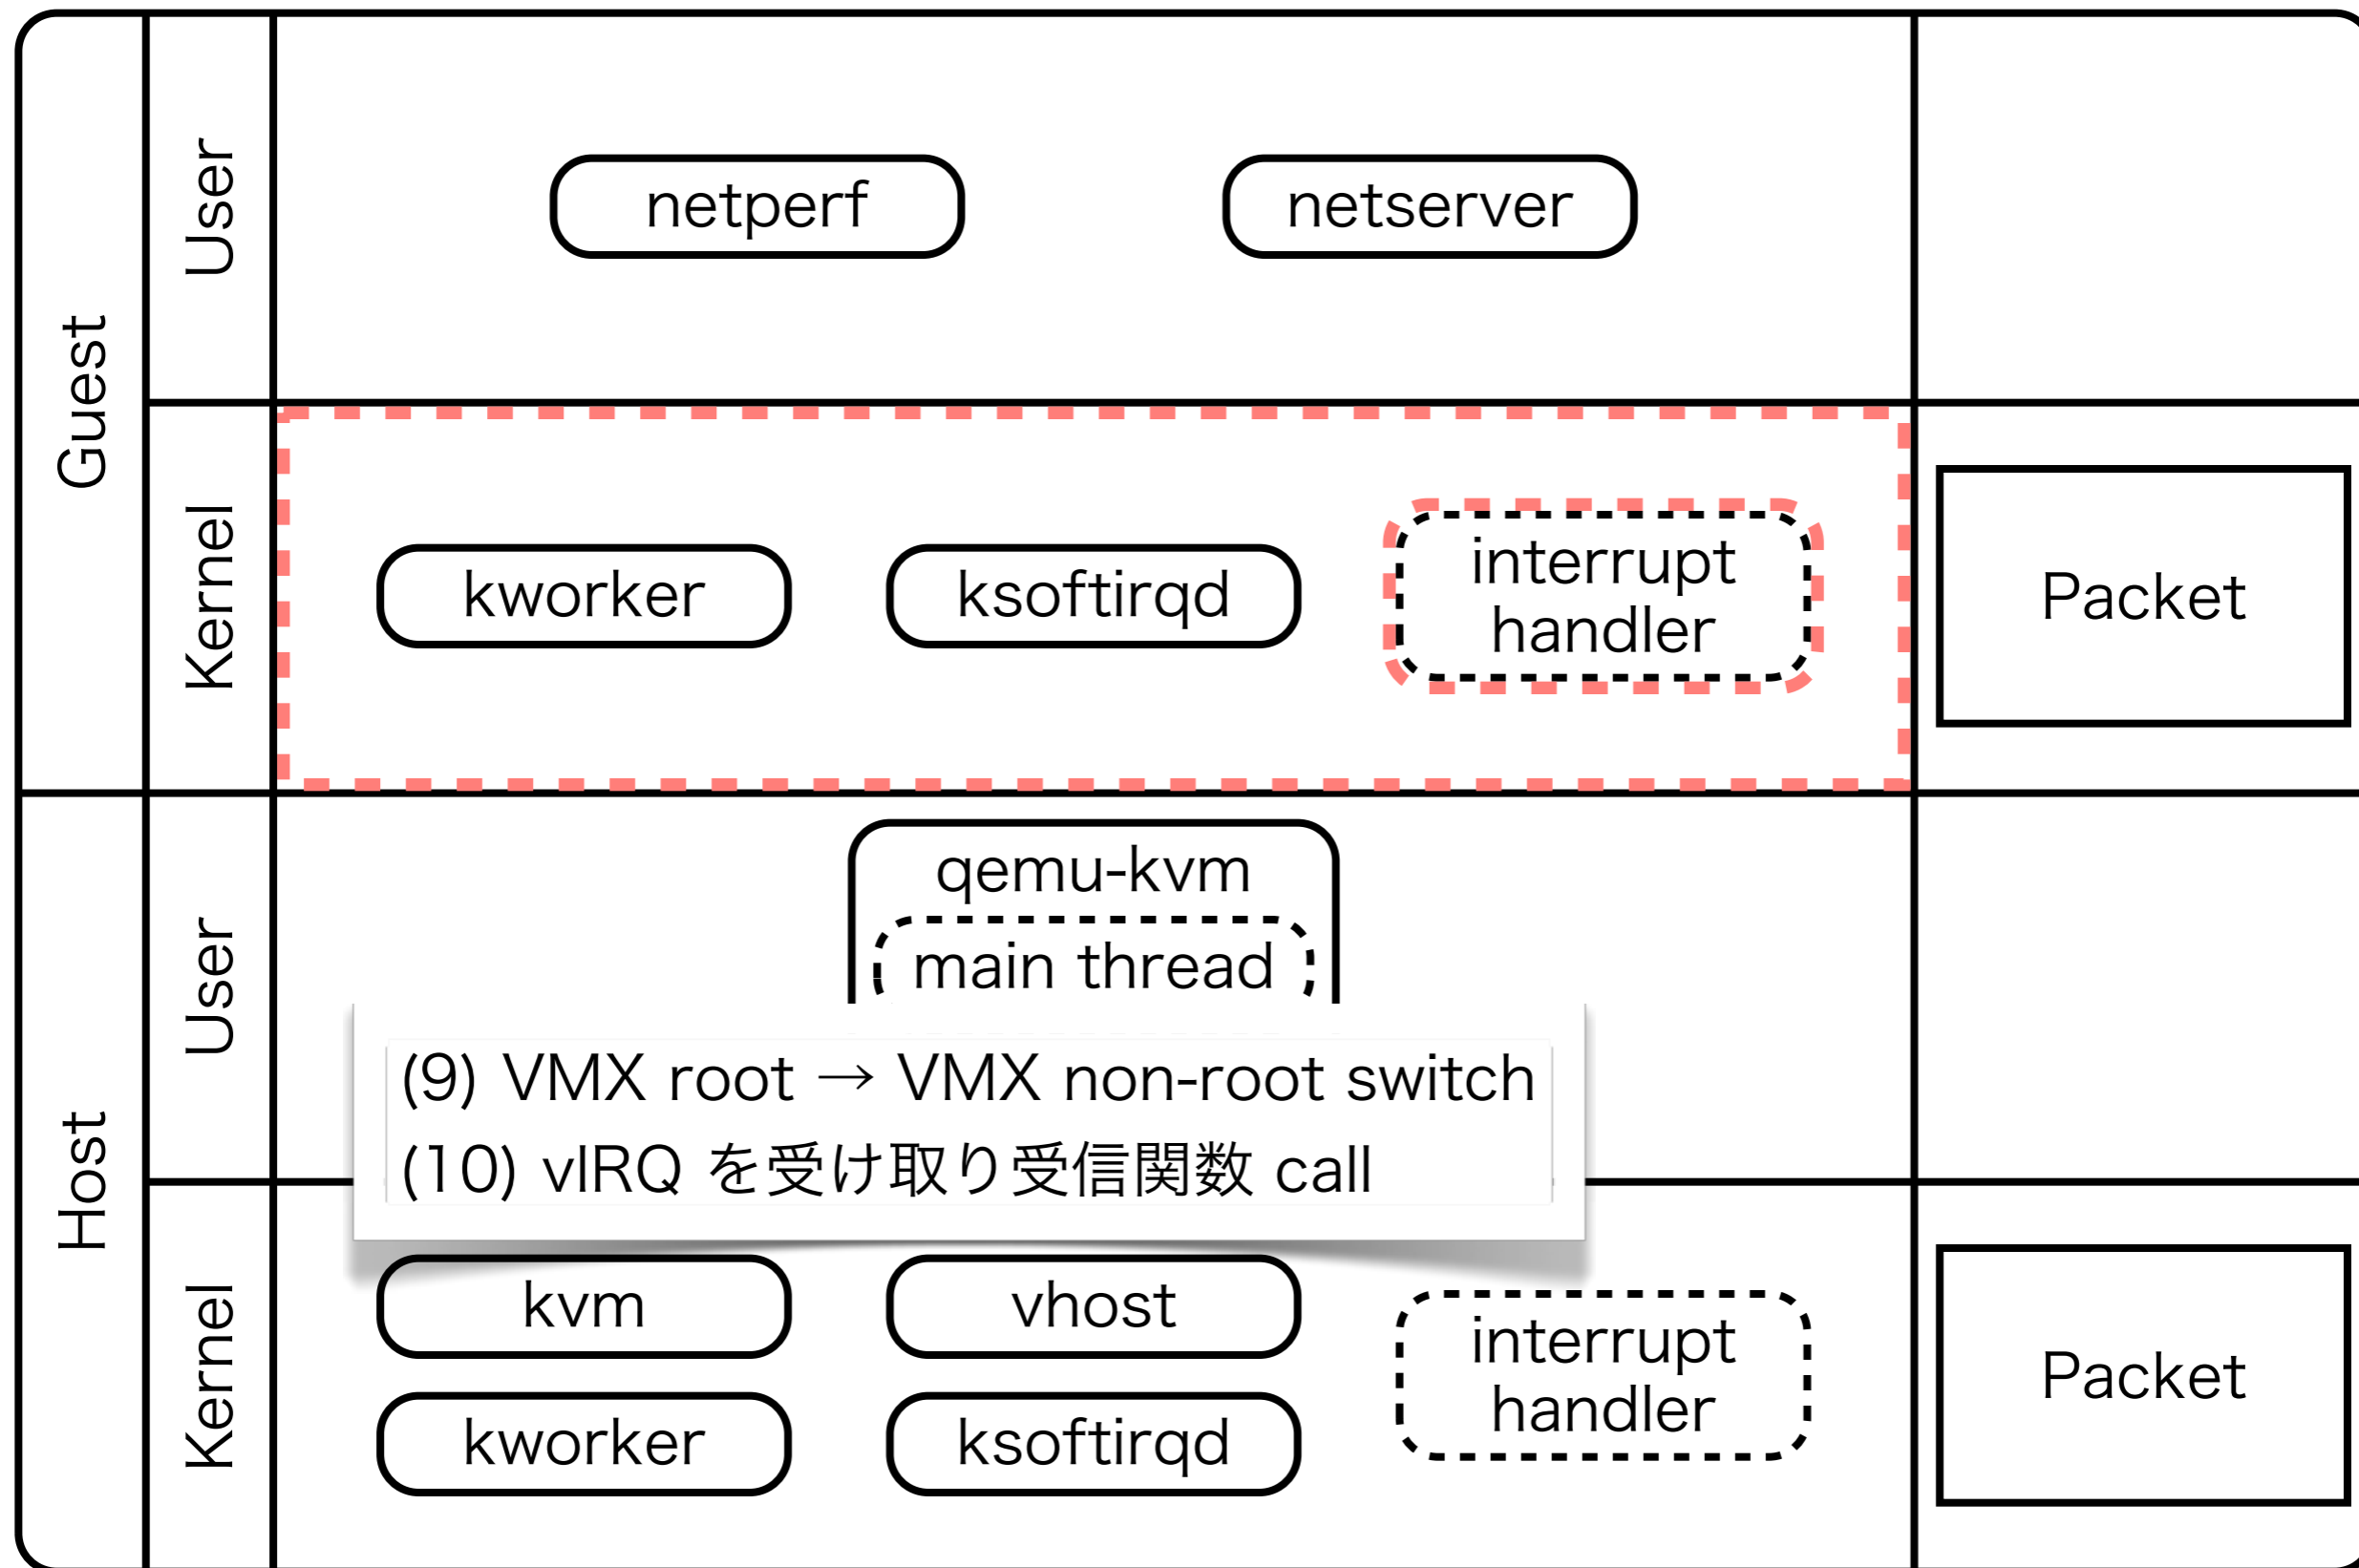 Guest
User
netperf
netserver
Kernel
kworker
ksoftirqd
interrupt
handler
Packet
Host
User
qemu-kvm
main thread
(9) VMX root → VMX non-root switch
(10) vIRQ を受け取り受信関数 call
Kernel
kvm
vhost
interrupt
handler
kworker
ksoftirqd
Packet